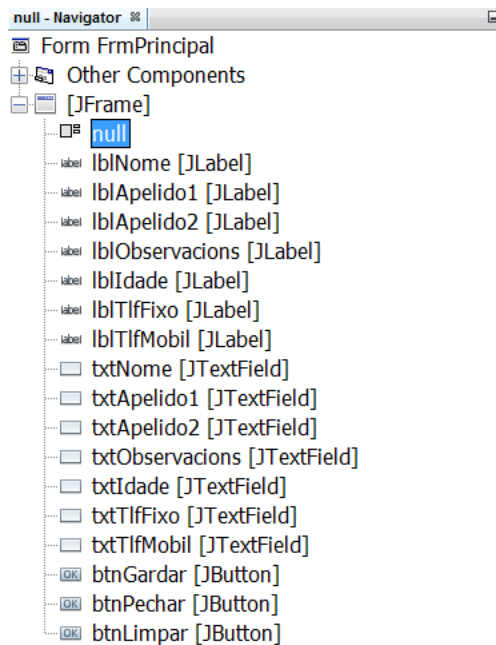 null - Navigator
Form FrmPrincipal
Other Components
[JFrame]
null
label lblNome [JLabel]
label lblApelido1 [JLabel]
label lblApelido2 [JLabel]
label lblObservacions [JLabel]
label lblIdade [JLabel]
label lblTlfFixo [JLabel]
label lblTlfMobil [JLabel]
txtNome [JTextField]
txtApelido1 [JTextField]
txtApelido2 [JTextField]
txtObservacions [JTextField]
txtIdade [JTextField]
txtTlfFixo [JTextField]
txtTlfMobil [JTextField]
OK btnGardar [JButton]
OK btnPechar [JButton]
OK btnLimpar [JButton]